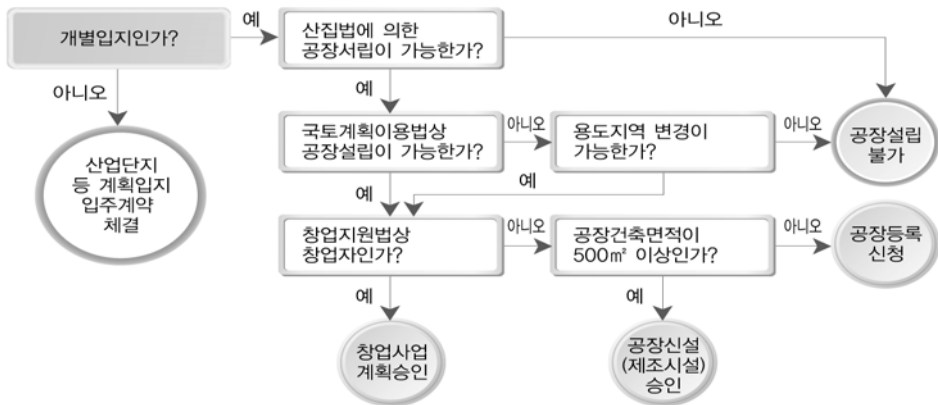 개별입지인가?
예
산집법에 의한
공장서립이 가능한가?
아니오
아니오
예
국토계획이용법상
공장설립이 가능한가?
아니오
용도지역 변경이
가능한가?
아니오
공장설립
불가
산업단지
등 계획입지
입주계약
체결
예
예
창업지원법상
창업자인가?
아니오
공장건축면적이
500㎡ 이상인가?
아니오
공장등록
신청
예
예
창업사업
계획승인
공장신설
(제조시설)
승인